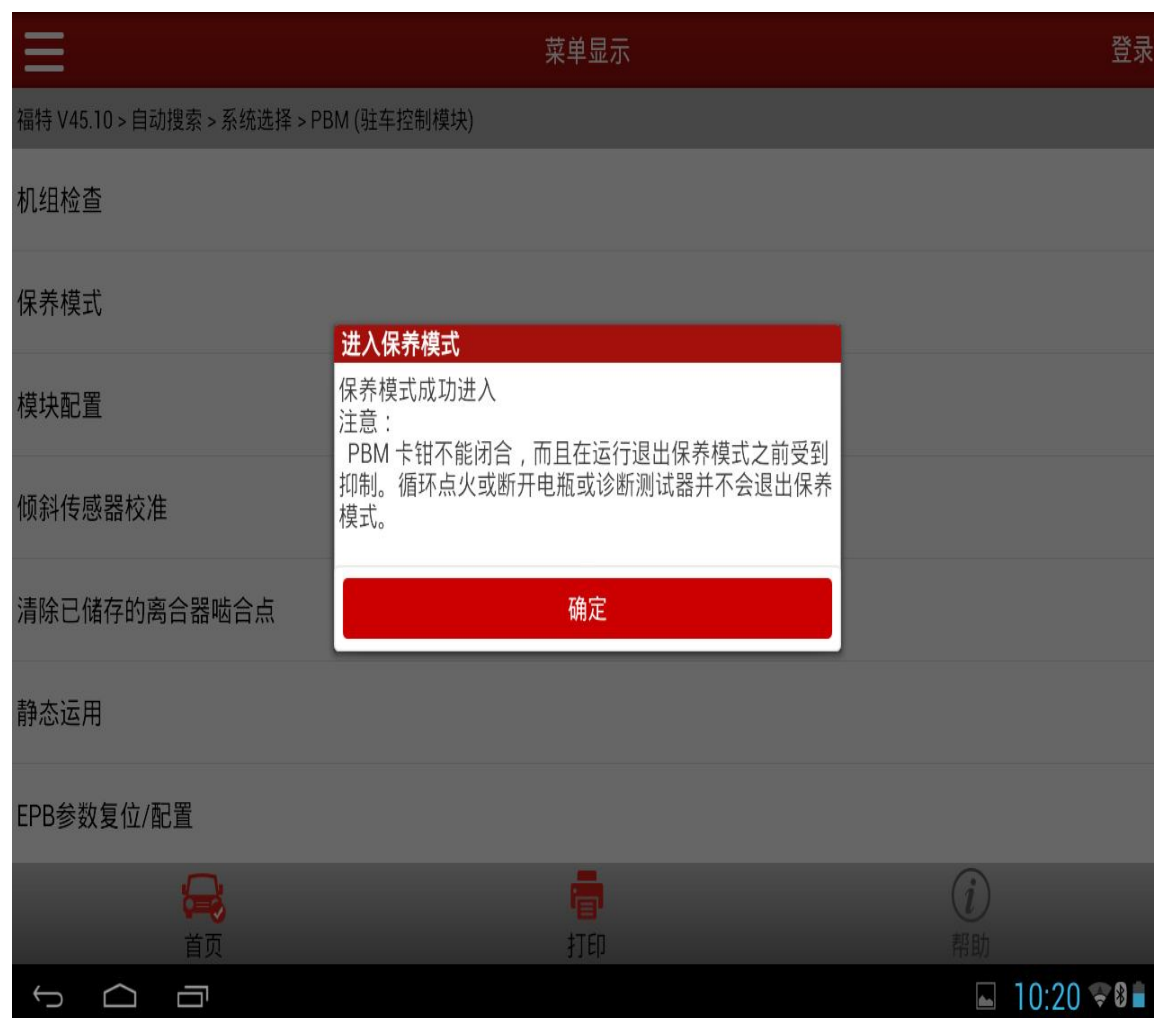 菜单显示
登录
福特 V45.10 > 自动搜索 > 系统选择 > PBM (驻车控制模块)
机组检查
保养模式
模块配置
倾斜传感器校准
清除已储存的离合器啮合点
静态运用
EPB参数复位/配置
进入保养模式
保养模式成功进入
注意：
PBM 卡钳不能闭合，而且在运行退出保养模式之前受到
抑制。循环点火或断开电瓶或诊断测试器并不会退出保养
模式。
确定
首页
打印
帮助
10:20